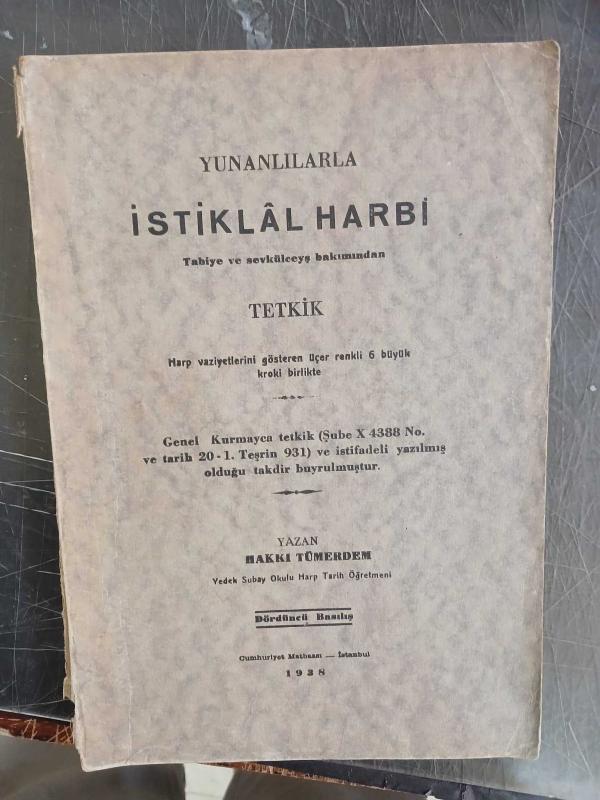 YUNANLILARLA
İSTİKLÂL HARBİ
Tabiye ve sevkülceyş bakımından
TETKİK
Harp vaziyetlerini gösteren üçer renkli 6 büyük
kroki birlikte
Genel Kurmayca tetkik (Şube X 4388 No.
ve tarih 20-1. Teşrin 931) ve istifadeli yazılmış
olduğu takdir buyrulmuştur.
YAZAN
HAKKI TÜMERDEM
Yedek Subay Okulu Harp Tarih Öğretmeni
Dördüncü Basılış
Cumhuriyet Matbaası — İstanbul
1938